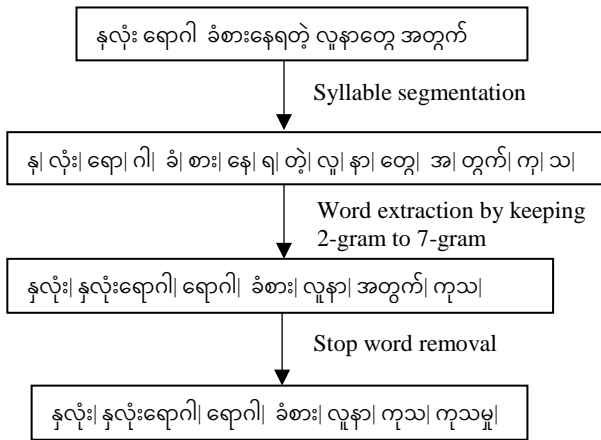 နှလုံး ရောဂါ ခံစားနေရတဲ့ လူနာတွေ အတွက်
Syllable segmentation
နှ| လုံး| ရော| ဂါ| ခံ| စား| နေ| ရ| တဲ့| လူ| နာ| တွေ| အ| တွက်| ကု| သ|
Word extraction by keeping
2-gram to 7-gram
နှလုံး| နှလုံးရောဂါ| ရောဂါ| ခံစား| လူနာ| အတွက်| ကုသ|
Stop word removal
နှလုံး| နှလုံးရောဂါ| ရောဂါ| ခံစား| လူနာ| ကုသ| ကုသမှု|